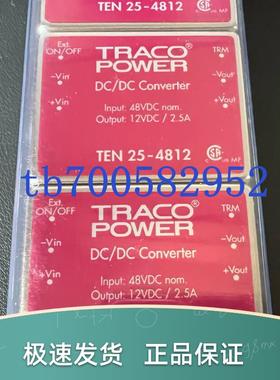 TEN 25-4812
Ext. ON/OFF
TRACO®
POWER
TRM
DC/DC Converter
–Vin
–Vout
+Vin
+Vout
Input: 48VDC nom.
Output: 12VDC / 2.5A
TEN 25-4812
tb700582952
Ext. ON/OFF
TRACO®
POWER
TRM
DC/DC Converter
–Vin
–Vout
+Vin
+Vout
Input: 48VDC nom.
Output: 12VDC / 2.5A
极速发货 正品保证